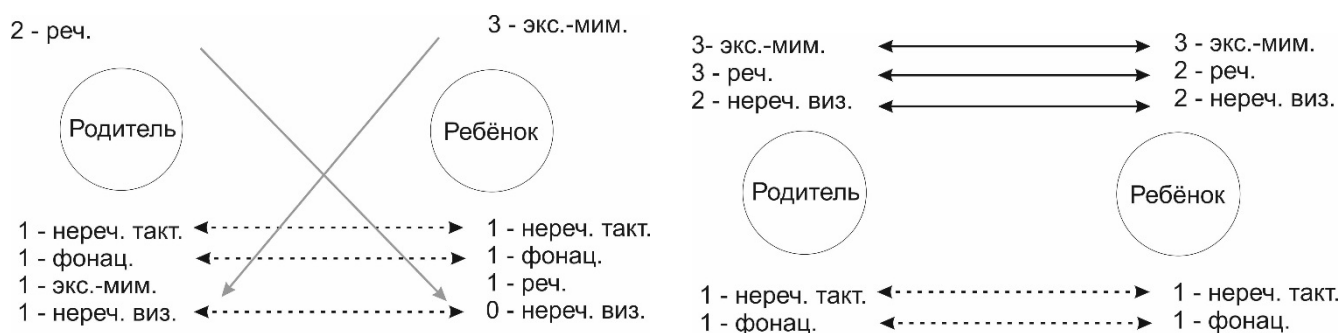 2 - реч.
3 - экс.-мим.
Родитель
Ребёнок
1 - нереч. такт.
1 - нереч. такт.
1 - фонац.
1 - фонац.
1 - экс.-мим.
1 - реч.
1 - нереч. виз.
0 - нереч. виз.
3- экс.-мим.
3 - экс.-мим.
3 - реч.
2 - реч.
2 - нереч. виз.
2 - нереч. виз.
Родитель
Ребёнок
1 - нереч. такт.
1 - нереч. такт.
1 - фонац.
1 - фонац.